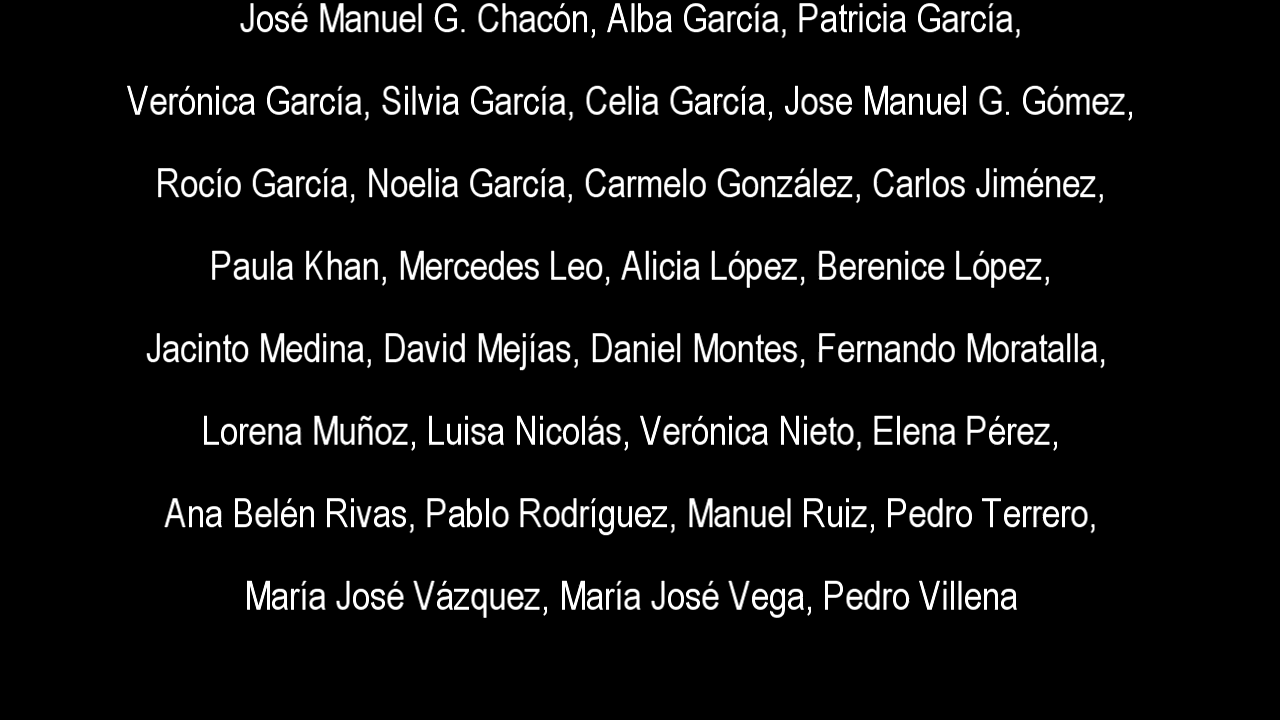 José Manuel G. Chacón, Alba García, Patricia García,
Verónica García, Silvia García, Celia García, Jose Manuel G. Gómez,
Rocío García, Noelia García, Carmelo González, Carlos Jiménez,
Paula Khan, Mercedes Leo, Alicia López, Berenice López,
Jacinto Medina, David Mejías, Daniel Montes, Fernando Moratalla,
Lorena Muñoz, Luisa Nicolás, Verónica Nieto, Elena Pérez,
Ana Belén Rivas, Pablo Rodríguez, Manuel Ruiz, Pedro Terrero,
María José Vázquez, María José Vega, Pedro Villena